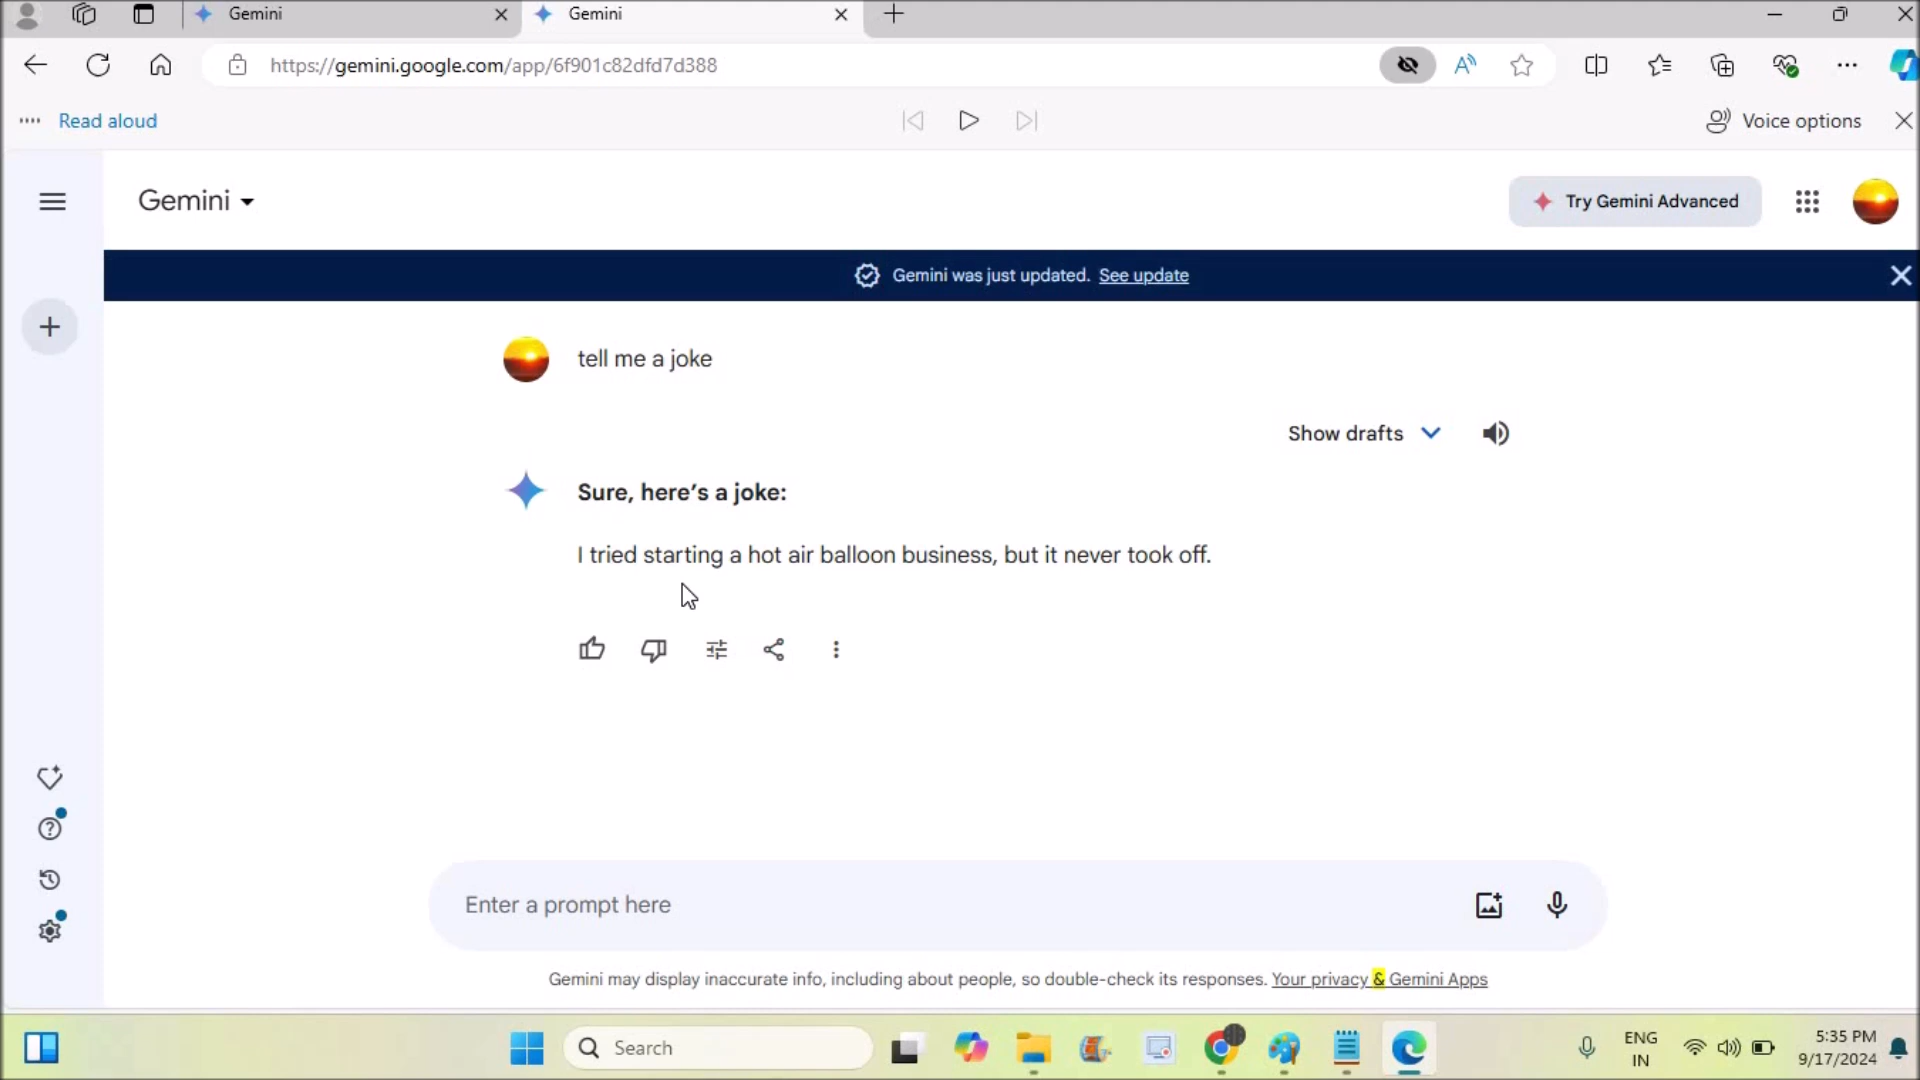 Gemini
Gemini
https://gemini.google.com/app/6f901c82dfd7d388
Read aloud
Voice options
Gemini
Try Gemini Advanced
Gemini was just updated. See update
tell me a joke
Show drafts
Sure, here’s a joke:
I tried starting a hot air balloon business, but it never took off.
Enter a prompt here
Gemini may display inaccurate info, including about people, so double-check its responses. Your privacy & Gemini Apps
Search
ENG
IN
5:35 PM
9/17/2024